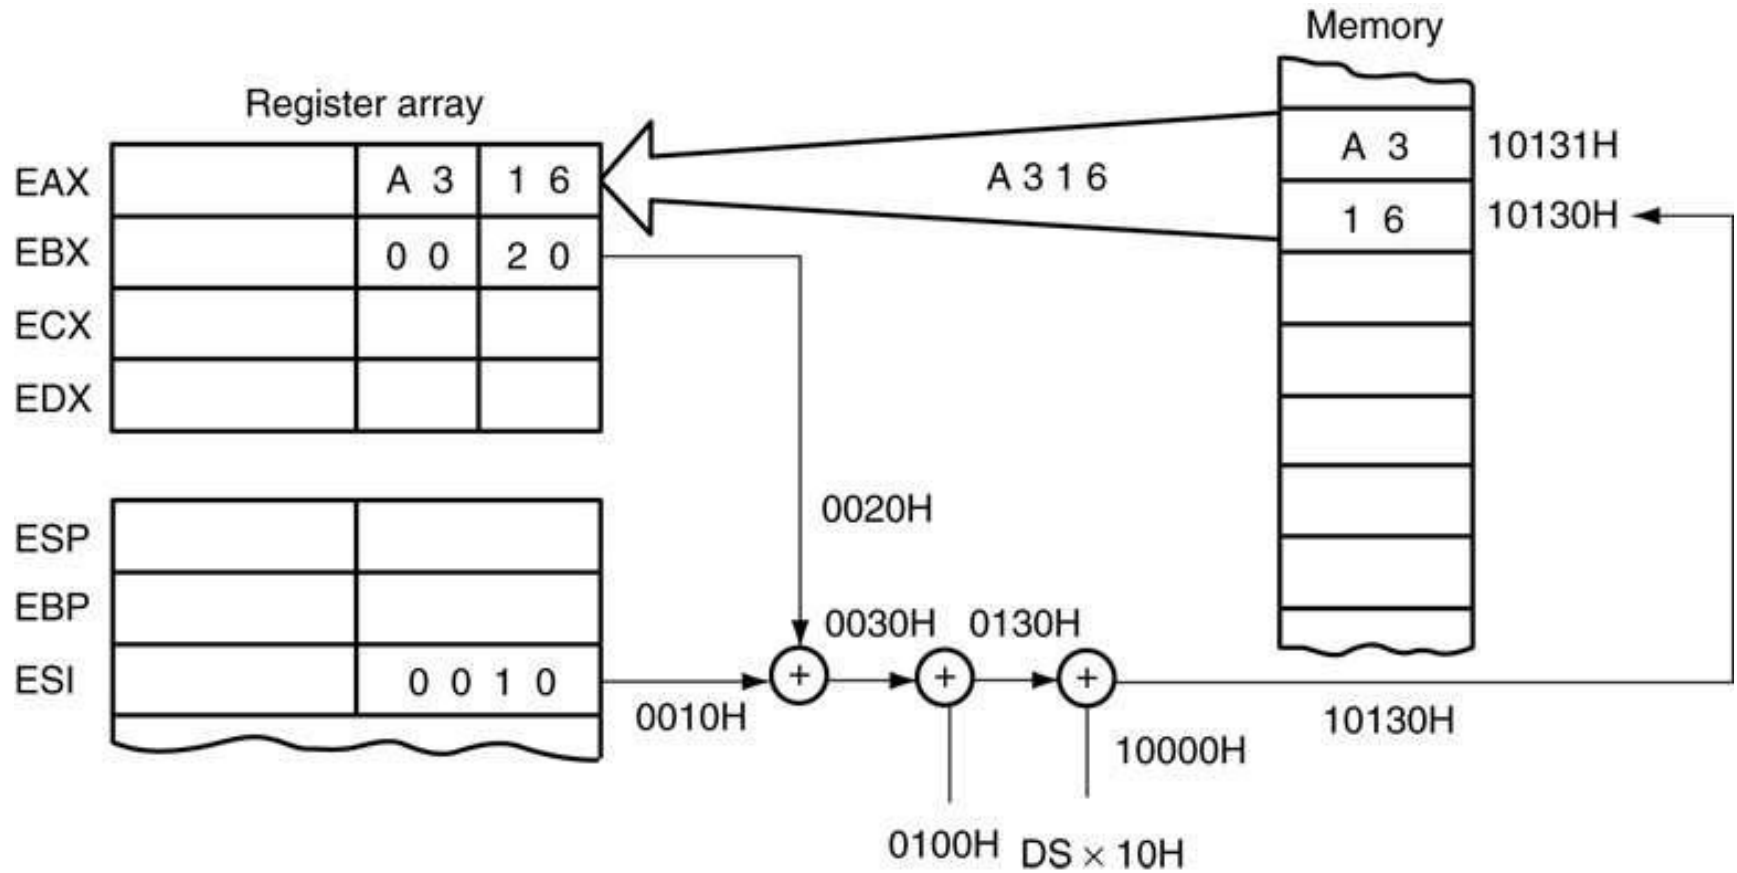 Memory
Register array
EAX A 3 1 6
A 3 1 6
A 3 10131H
EBX 0 0 2 0
1 6 10130H
ECX
EDX
0020H
ESP
EBP
0030H 0130H
ESI 0 0 1 0
+ + +
0010H
10130H
10000H
0100H DS × 10H